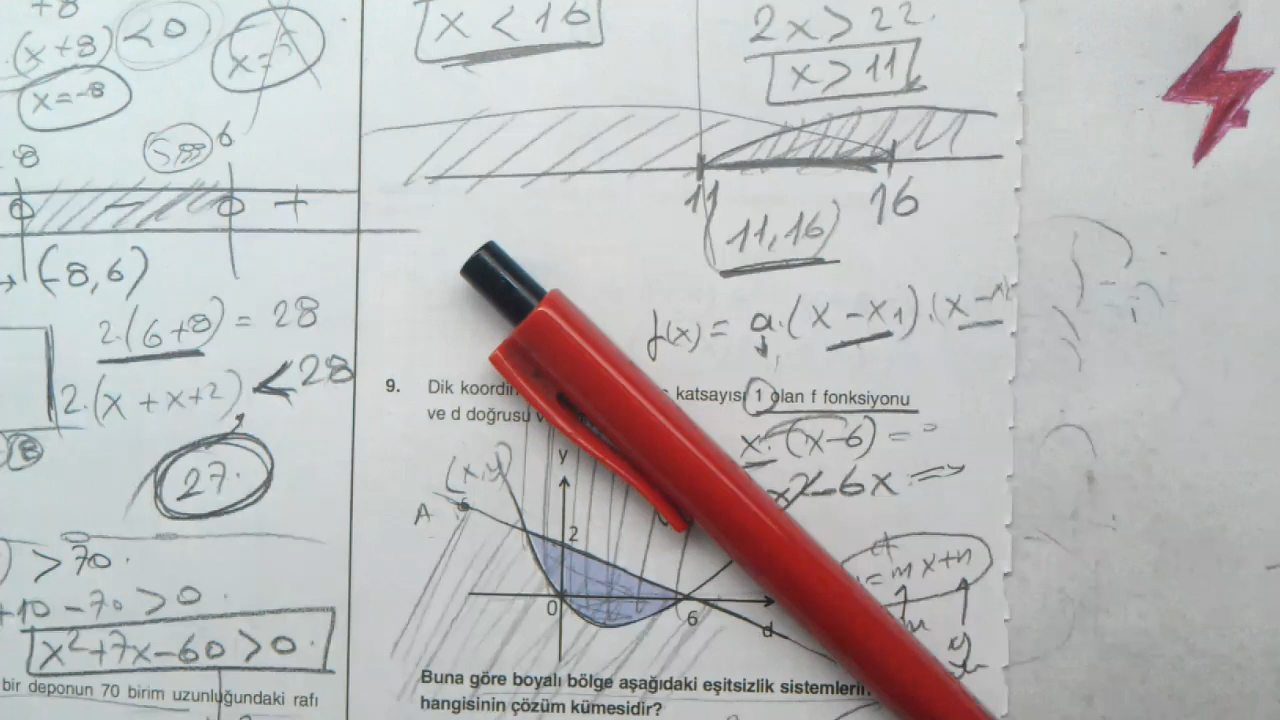 +8
(x+8) <0
x=-8
8
6
(-8,6)
2.(6+8) = 28
2.(x+x+2) <28
27.
>70.
+10-70>0.
x²+7x-60>0.
bir deponun 70 birim uzunluğundaki rafı
x<16
2x>22
x>11
11
16
(11,16)
f(x) = a.(x-x1).(x-
9. Dik katsayısı 1 olan f fonksiyonu
ve d doğrusu
x.(x-6)=
x²-6x
(x,y)
A
y
2
0
6
d
=mx+n
Buna göre boyalı bölge aşağıdaki eşitsizlik
hangisinin çözüm kümesidir?